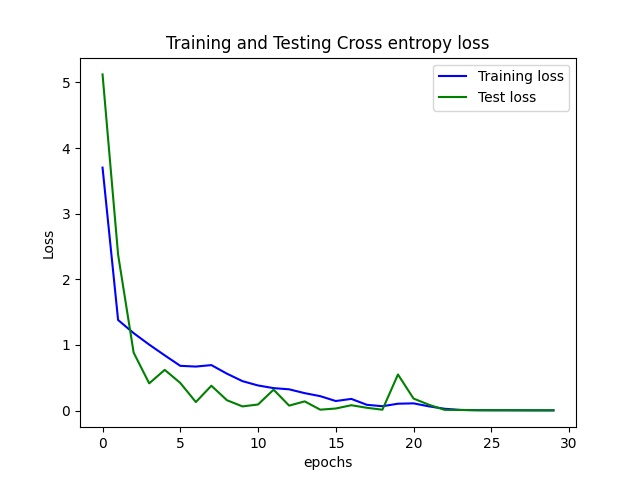 Training and Testing Cross entropy loss
Training loss
Test loss
Loss
5
4
3
2
1
0
0 5 10 15 20 25 30
epochs